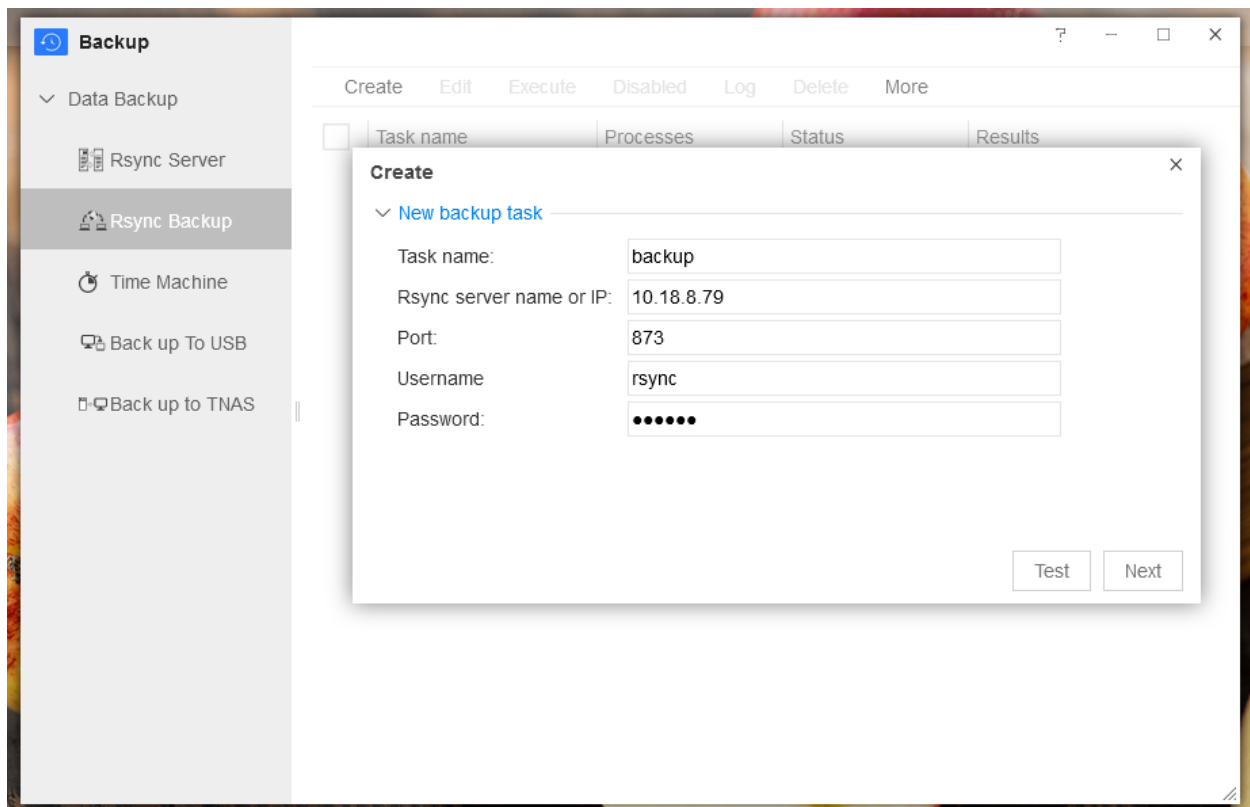 Backup
Data Backup
Rsync Server
Rsync Backup
Time Machine
Back up To USB
Back up to TNAS
Create Edit Execute Disabled Log Delete More
Task name Processes Status Results
Create
New backup task
Task name: backup
Rsync server name or IP: 10.18.8.79
Port: 873
Username rsync
Password: ●●●●●●
Test Next